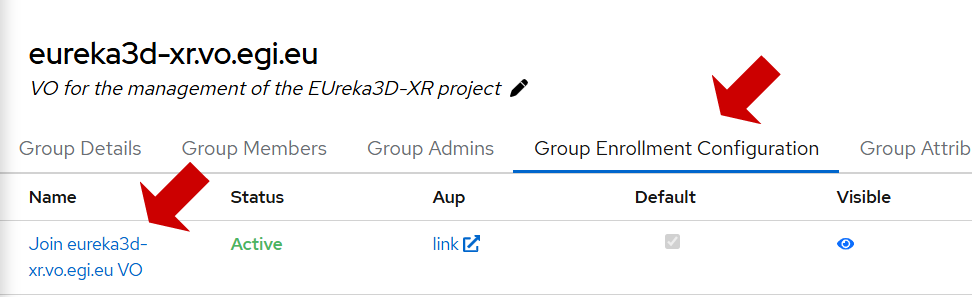 eureka3d-xr.vo.egi.eu
VO for the management of the EUreka3D-XR project
Group Details Group Members Group Admins Group Enrollment Configuration Group Attrib
Name Status Aup Default Visible
Join eureka3d- Active link
xr.vo.egi.eu VO